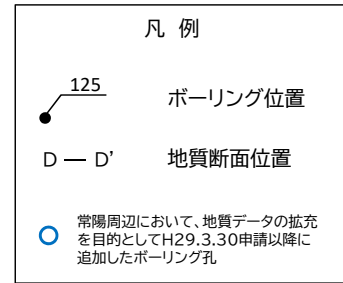 凡 例
125
ボーリング位置
D ― D'
地質断面位置
常陽周辺において、地質データの拡充
を目的としてH29.3.30申請以降に
追加したボーリング孔